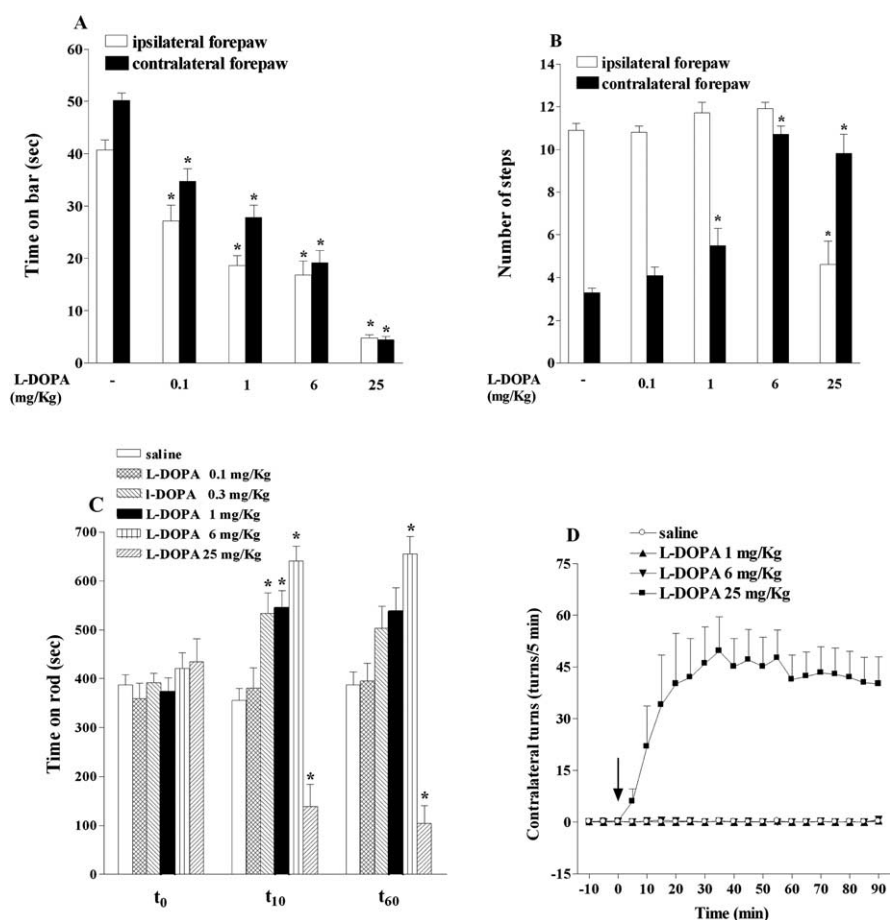 A
ipsilateral forepaw
contralateral forepaw
Time on bar (sec)
60
50
40
30
20
10
0
* * * * * * * *
L-DOPA - 0.1 1 6 25
(mg/Kg)
B
ipsilateral forepaw
contralateral forepaw
Number of steps
14
12
10
8
6
4
2
0
* * * *
L-DOPA - 0.1 1 6 25
(mg/Kg)
C
saline
L-DOPA 0.1 mg/Kg
l-DOPA 0.3 mg/Kg
L-DOPA 1 mg/Kg
L-DOPA 6 mg/Kg
L-DOPA 25 mg/Kg
Time on rod (sec)
700
600
500
400
300
200
100
0
* * * * * *
t0 t10 t60
D
saline
L-DOPA 1 mg/Kg
L-DOPA 6 mg/Kg
L-DOPA 25 mg/Kg
Contralateral turns (turns/5 min)
75
60
45
30
15
0
-15
-10 0 10 20 30 40 50 60 70 80 90
Time (min)